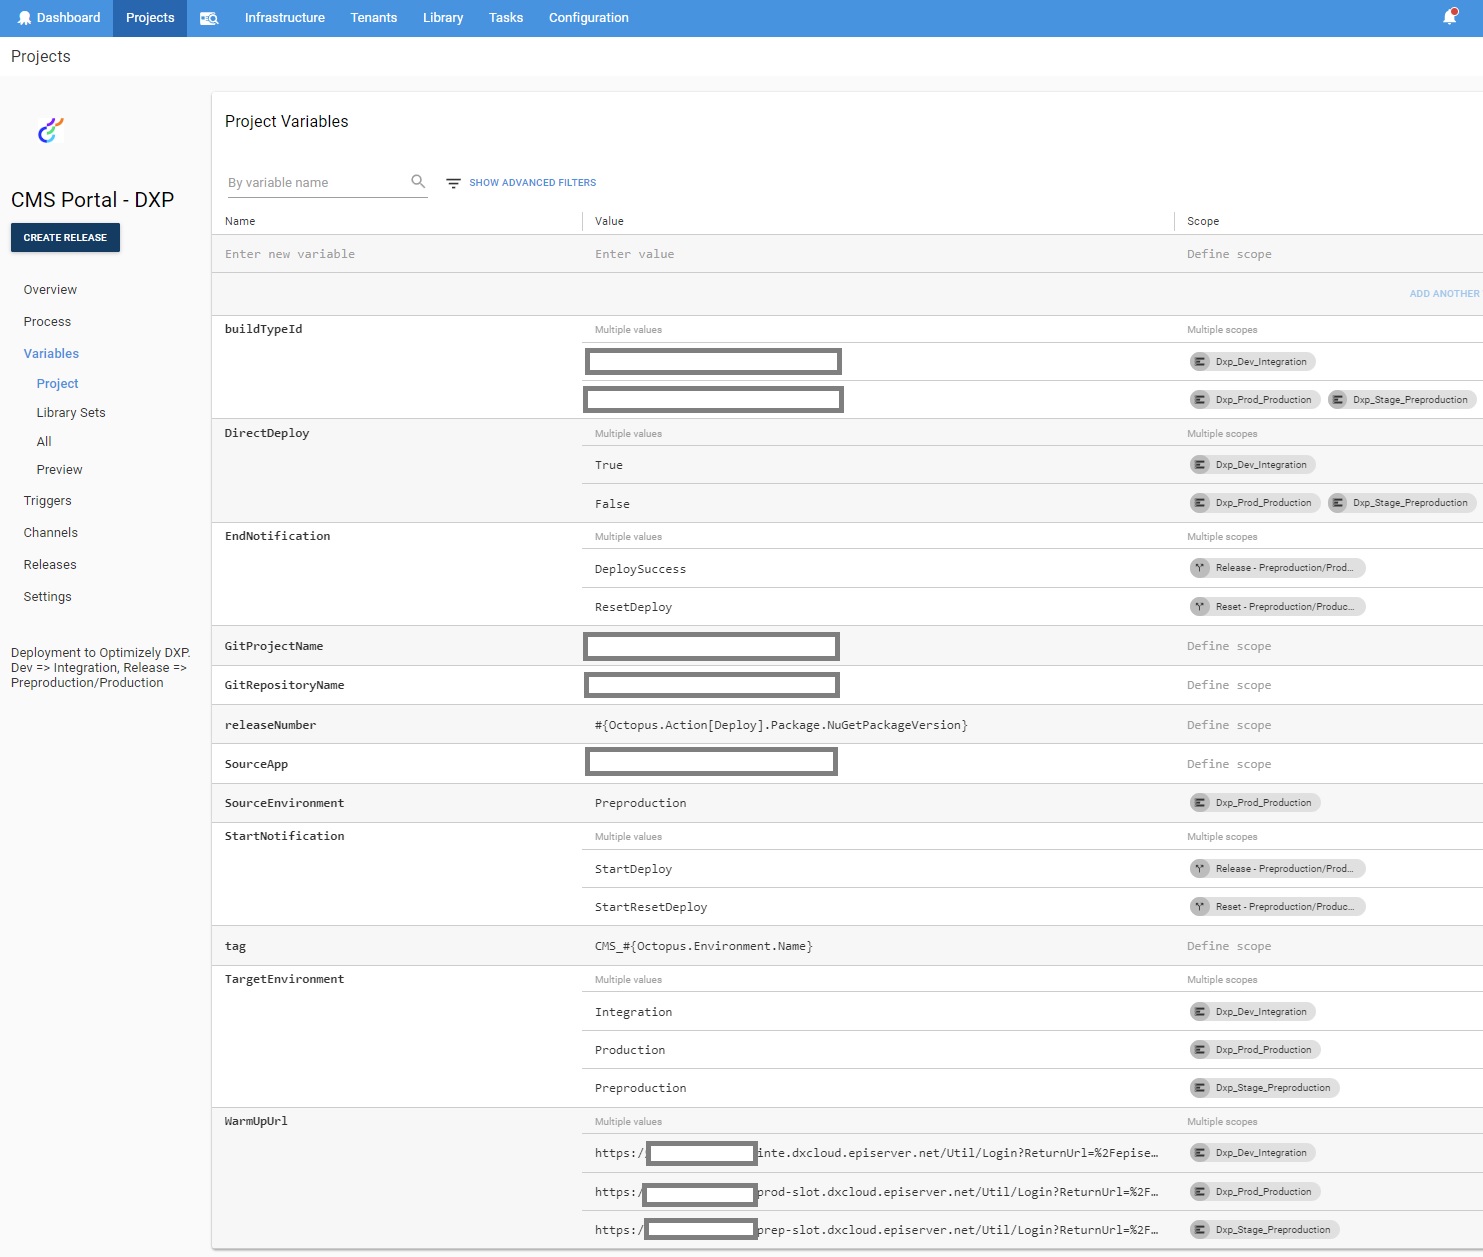 Dashboard Projects Infrastructure Tenants Library Tasks Configuration
Projects
CMS Portal - DXP
CREATE RELEASE
Overview
Process
Variables
Project
Library Sets
All
Preview
Triggers
Channels
Releases
Settings
Deployment to Optimizely DXP.
Dev => Integration, Release =>
Preproduction/Production
Project Variables
By variable name SHOW ADVANCED FILTERS
Name Value Scope
Enter new variable Enter value Define scope
ADD ANOTHER
buildTypeId Multiple values Multiple scopes
Dxp_Dev_Integration
Dxp_Prod_Production Dxp_Stage_Preproduction
DirectDeploy Multiple values Multiple scopes
True Dxp_Dev_Integration
False Dxp_Prod_Production Dxp_Stage_Preproduction
EndNotification Multiple values Multiple scopes
DeploySuccess Release - Preproduction/Prod...
ResetDeploy Reset - Preproduction/Produc...
GitProjectName Define scope
GitRepositoryName Define scope
releaseNumber #{Octopus.Action[Deploy].Package.NuGetPackageVersion} Define scope
SourceApp Define scope
SourceEnvironment Preproduction Dxp_Prod_Production
StartNotification Multiple values Multiple scopes
StartDeploy Release - Preproduction/Prod...
StartResetDeploy Reset - Preproduction/Produc...
tag CMS_#{Octopus.Environment.Name} Define scope
TargetEnvironment Multiple values Multiple scopes
Integration Dxp_Dev_Integration
Production Dxp_Prod_Production
Preproduction Dxp_Stage_Preproduction
WarmUpUrl Multiple values Multiple scopes
https:/ inte.dxcloud.episerver.net/Util/Login?ReturnUrl=%2Fepise... Dxp_Dev_Integration
https:/ prod-slot.dxcloud.episerver.net/Util/Login?ReturnUrl=%2F... Dxp_Prod_Production
https:/ prep-slot.dxcloud.episerver.net/Util/Login?ReturnUrl=%2F... Dxp_Stage_Preproduction